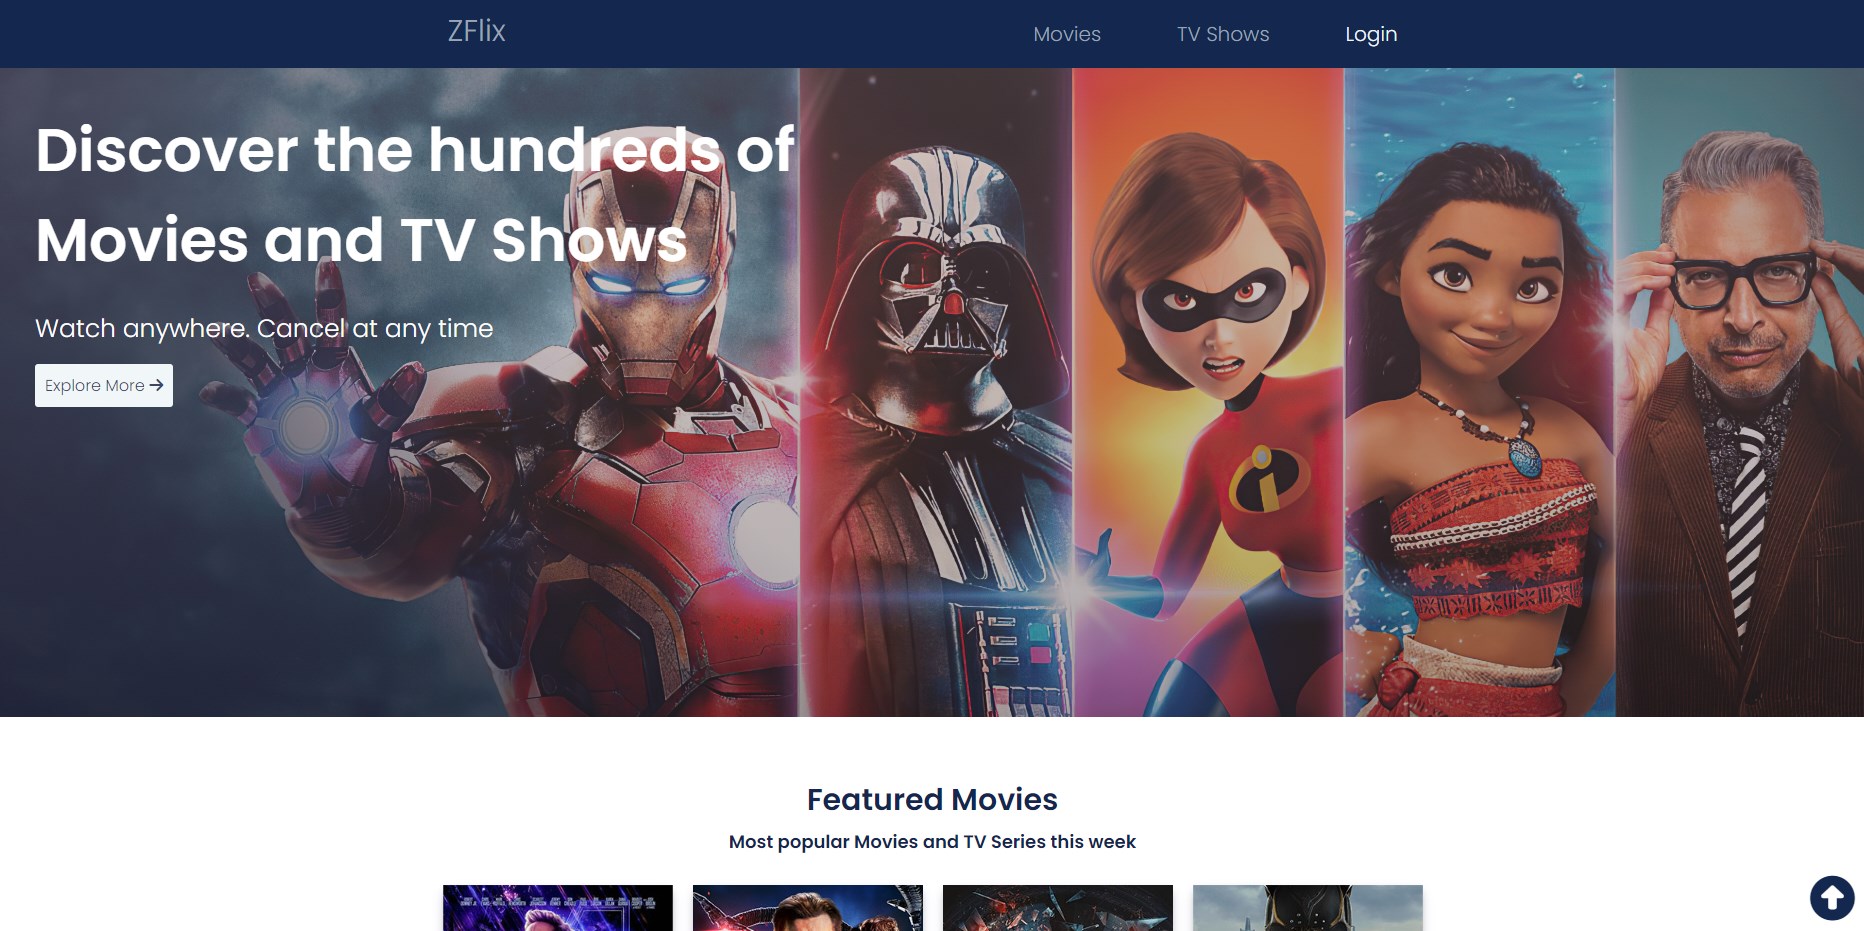 ZFlix
Movies
TV Shows
Login
Discover the hundreds of
Movies and TV Shows
Watch anywhere. Cancel at any time
Explore More →
Featured Movies
Most popular Movies and TV Series this week